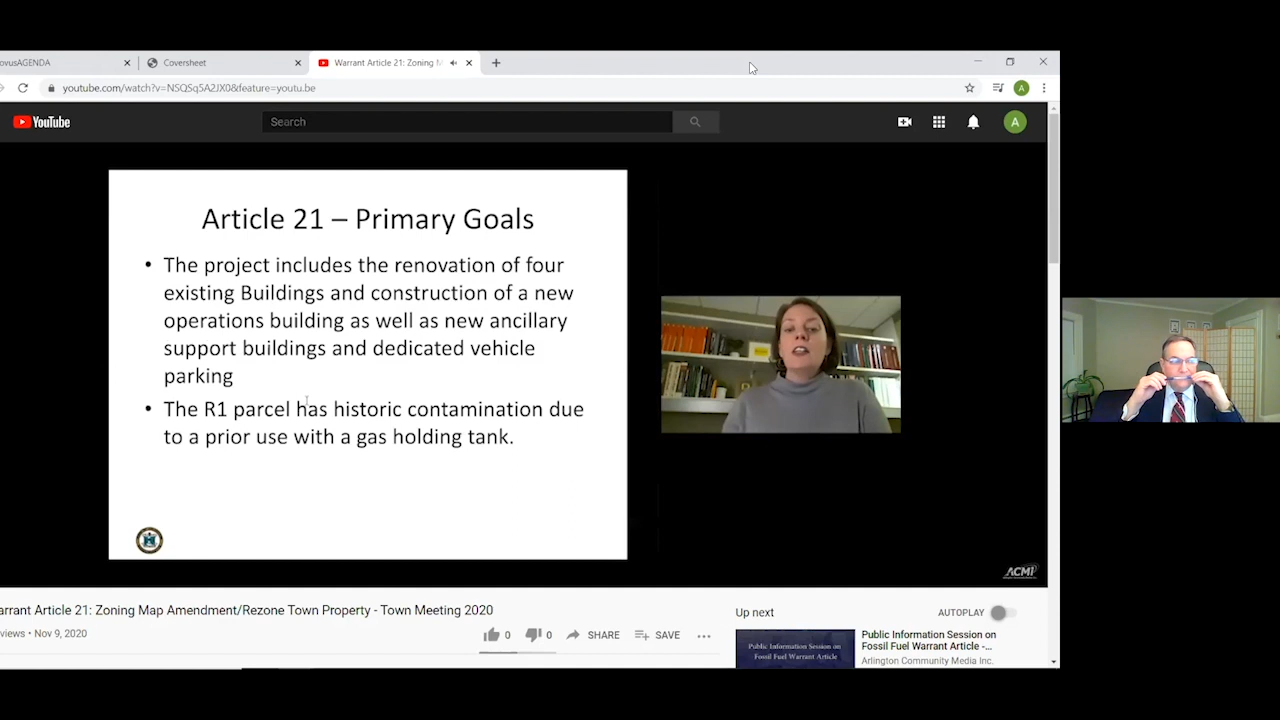 ovusAGENDA
Coversheet
Warrant Article 21: Zoning M
youtube.com/watch?v=NSQSq5A2JX0&feature=youtu.be
A
YouTube
Search
A
Article 21 – Primary Goals
• The project includes the renovation of four
existing Buildings and construction of a new
operations building as well as new ancillary
support buildings and dedicated vehicle
parking
• The R1 parcel has historic contamination due
to a prior use with a gas holding tank.
ACMi
arrant Article 21: Zoning Map Amendment/Rezone Town Property - Town Meeting 2020
views • Nov 9, 2020
0
0
SHARE
SAVE
Up next
AUTOPLAY
Public Information Session on
Fossil Fuel Warrant Article
Public Information Session on
Fossil Fuel Warrant Article -...
Arlington Community Media Inc.